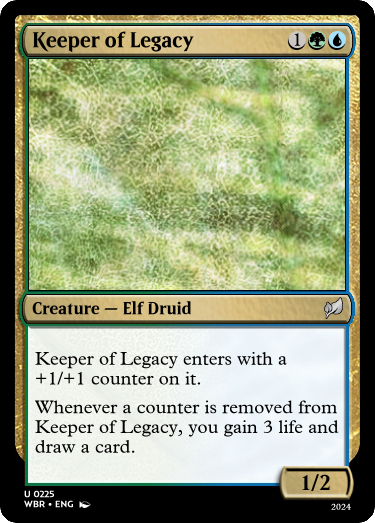 Keeper of Legacy 1
Creature — Elf Druid
Keeper of Legacy enters with a
+1/+1 counter on it.
Whenever a counter is removed from
Keeper of Legacy, you gain 3 life and
draw a card.
1/2
U 0225
WBR • ENG
2024